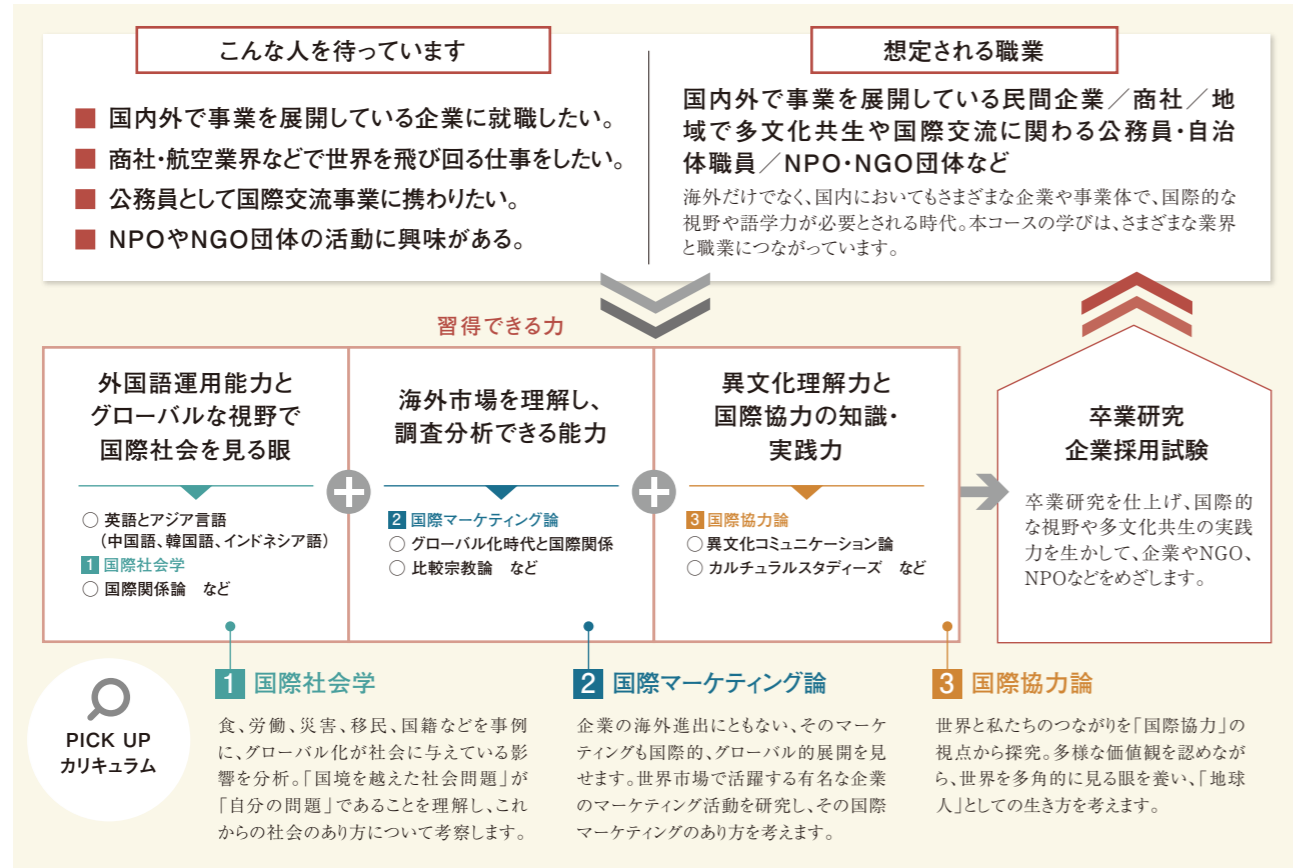 こんな人を待っています
■ 国内外で事業を展開している企業に就職したい。
■ 商社・航空業界などで世界を飛び回る仕事をしたい。
■ 公務員として国際交流事業に携わりたい。
■ NPOやNGO団体の活動に興味がある。
想定される職業
国内外で事業を展開している民間企業／商社／地
域で多文化共生や国際交流に関わる公務員・自治
体職員／NPO・NGO団体など
海外だけでなく、国内においてもさまざまな企業や事業体で、国際的な
視野や語学力が必要とされる時代。本コースの学びは、さまざまな業界
と職業につながっています。
習得できる力
外国語運用能力と
グローバルな視野で
国際社会を見る眼
○ 英語とアジア言語
（中国語、韓国語、インドネシア語）
1 国際社会学
○ 国際関係論　など
海外市場を理解し、
調査分析できる能力
2 国際マーケティング論
○ グローバル化時代と国際関係
○ 比較宗教論　など
異文化理解力と
国際協力の知識・
実践力
3 国際協力論
○ 異文化コミュニケーション論
○ カルチュラルスタディーズ　など
卒業研究
企業採用試験
卒業研究を仕上げ、国際的
な視野や多文化共生の実践
力を生かして、企業やNGO、
NPOなどをめざします。
PICK UP
カリキュラム
1 国際社会学
食、労働、災害、移民、国籍などを事例
に、グローバル化が社会に与えている影
響を分析。「国境を越えた社会問題」が
「自分の問題」であることを理解し、これ
からの社会のあり方について考察します。
2 国際マーケティング論
企業の海外進出にともない、そのマーケ
ティングも国際的、グローバル的展開を見
せます。世界市場で活躍する有名な企業
のマーケティング活動を研究し、その国際
マーケティングのあり方を考えます。
3 国際協力論
世界と私たちのつながりを「国際協力」の
視点から探究。多様な価値観を認めなが
ら、世界を多角的に見る眼を養い、「地球
人」としての生き方を考えます。